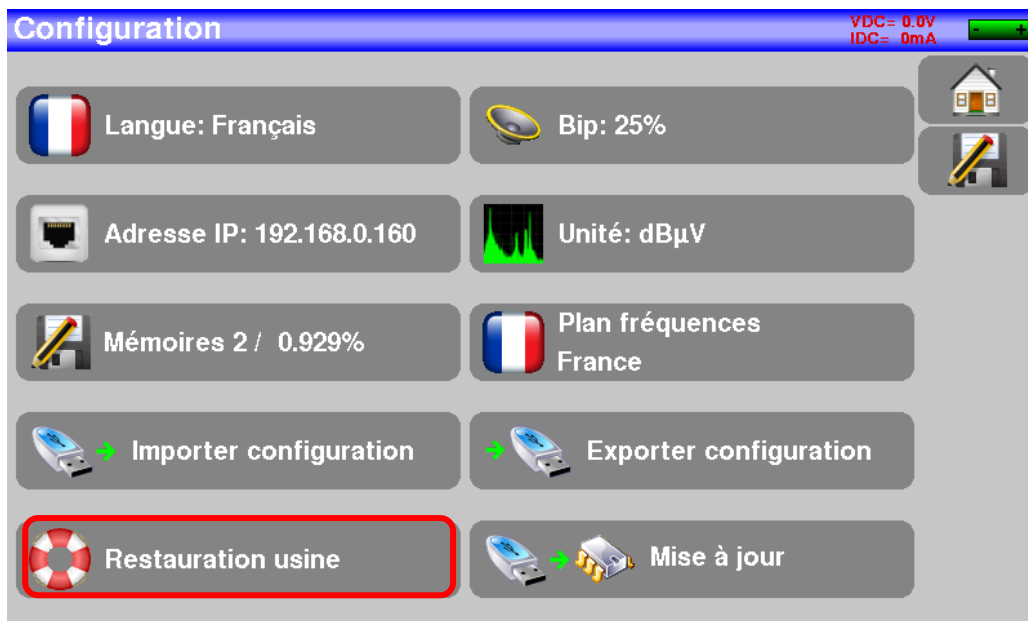 Configuration
VDC= 0.0V
IDC= 0mA
- +
Langue: Français
Bip: 25%
Adresse IP: 192.168.0.160
Unité: dBµV
Mémoires 2 / 0.929%
Plan fréquences
France
Importer configuration
Exporter configuration
Restauration usine
Mise à jour